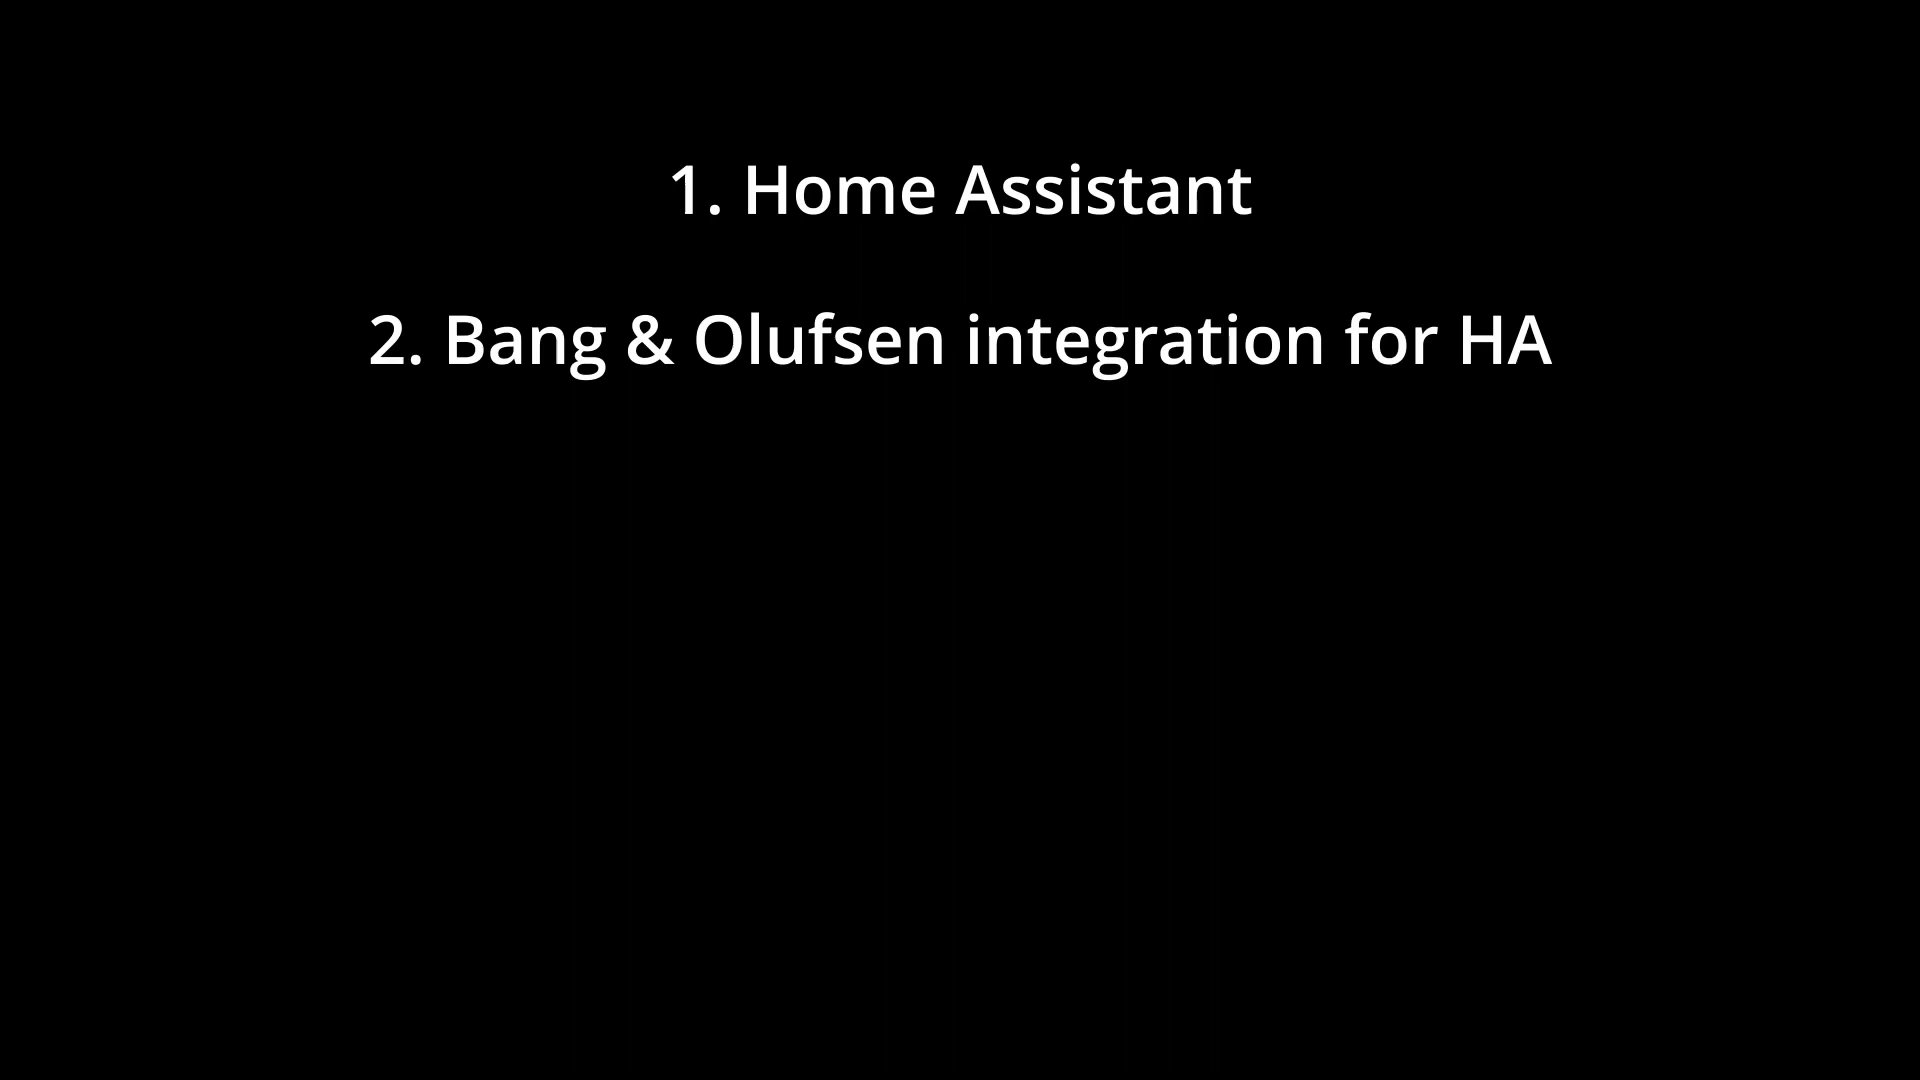 1. Home Assistant
2. Bang & Olufsen integration for HA